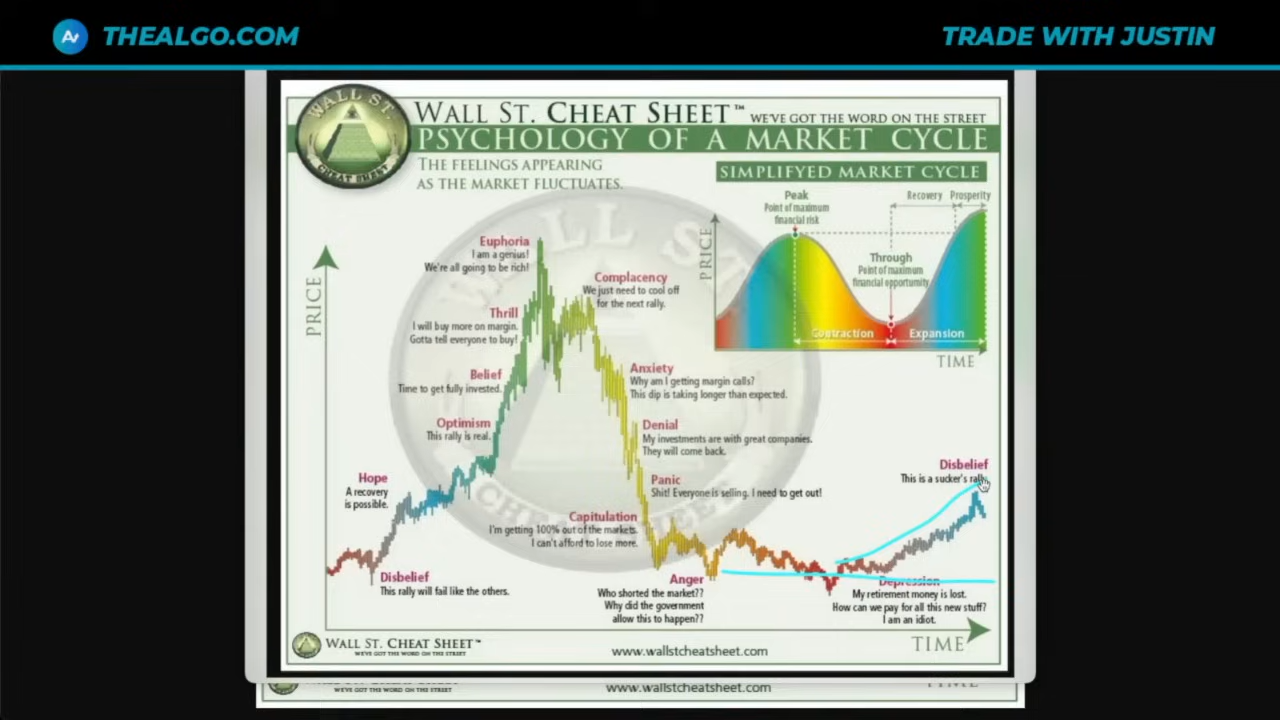 THEALGO.COM
TRADE WITH JUSTIN
WALL ST.
CHEAT SHEET
WALL ST. CHEAT SHEET™
WE'VE GOT THE WORD ON THE STREET
PSYCHOLOGY OF A MARKET CYCLE
THE FEELINGS APPEARING
AS THE MARKET FLUCTUATES.
SIMPLIFYED MARKET CYCLE
Peak
Point of maximum
financial risk
Recovery
Prosperity
PRICE
Through
Point of maximum
financial opportunity
Contraction
Expansion
TIME
PRICE
Euphoria
I am a genius!
We're all going to be rich!
Complacency
We just need to cool off
for the next rally.
Thrill
I will buy more on margin.
Gotta tell everyone to buy!
Belief
Time to get fully invested.
Anxiety
Why am I getting margin calls?
This dip is taking longer than expected.
Optimism
This rally is real.
Denial
My investments are with great companies.
They will come back.
Hope
A recovery
is possible.
Panic
Shit! Everyone is selling. I need to get out!
Disbelief
This is a sucker's rally.
Capitulation
I'm getting 100% out of the markets.
I can't afford to lose more.
Disbelief
This rally will fail like the others.
Anger
Who shorted the market??
Why did the government
allow this to happen??
Depression
My retirement money is lost.
How can we pay for all this new stuff?
I am an idiot.
TIME
WALL ST. CHEAT SHEET™
WE'VE GOT THE WORD ON THE STREET
www.wallstcheatsheet.com
WE'VE GOT THE WORD ON THE STREET
www.wallstcheatsheet.com